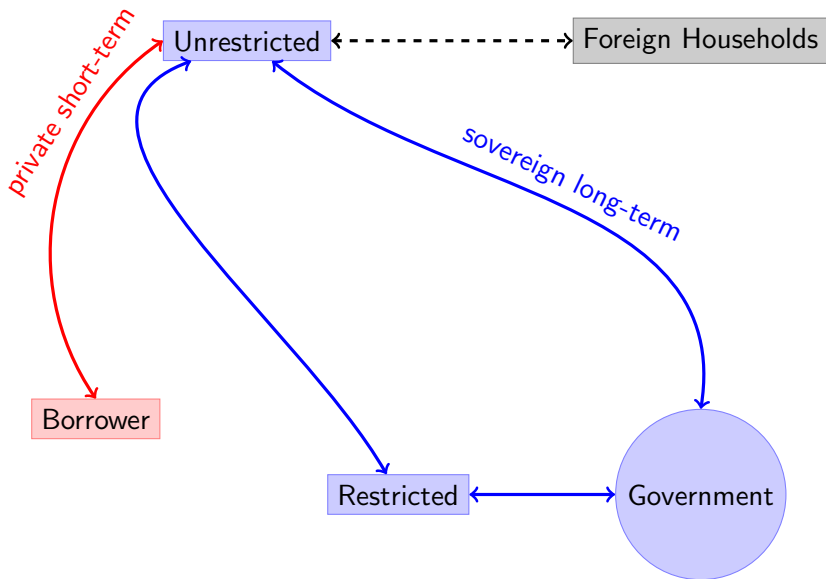 Unrestricted
Foreign Households
private short-term
sovereign long-term
Borrower
Restricted
Government